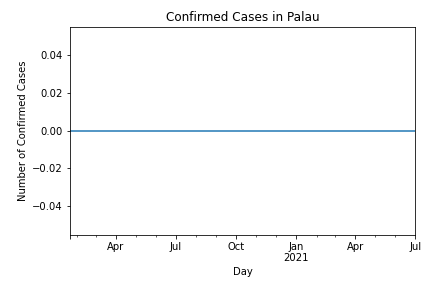 Confirmed Cases in Palau
Number of Confirmed Cases
0.04
0.02
0.00
−0.02
−0.04
Apr Jul Oct Jan Apr Jul
2021
Day